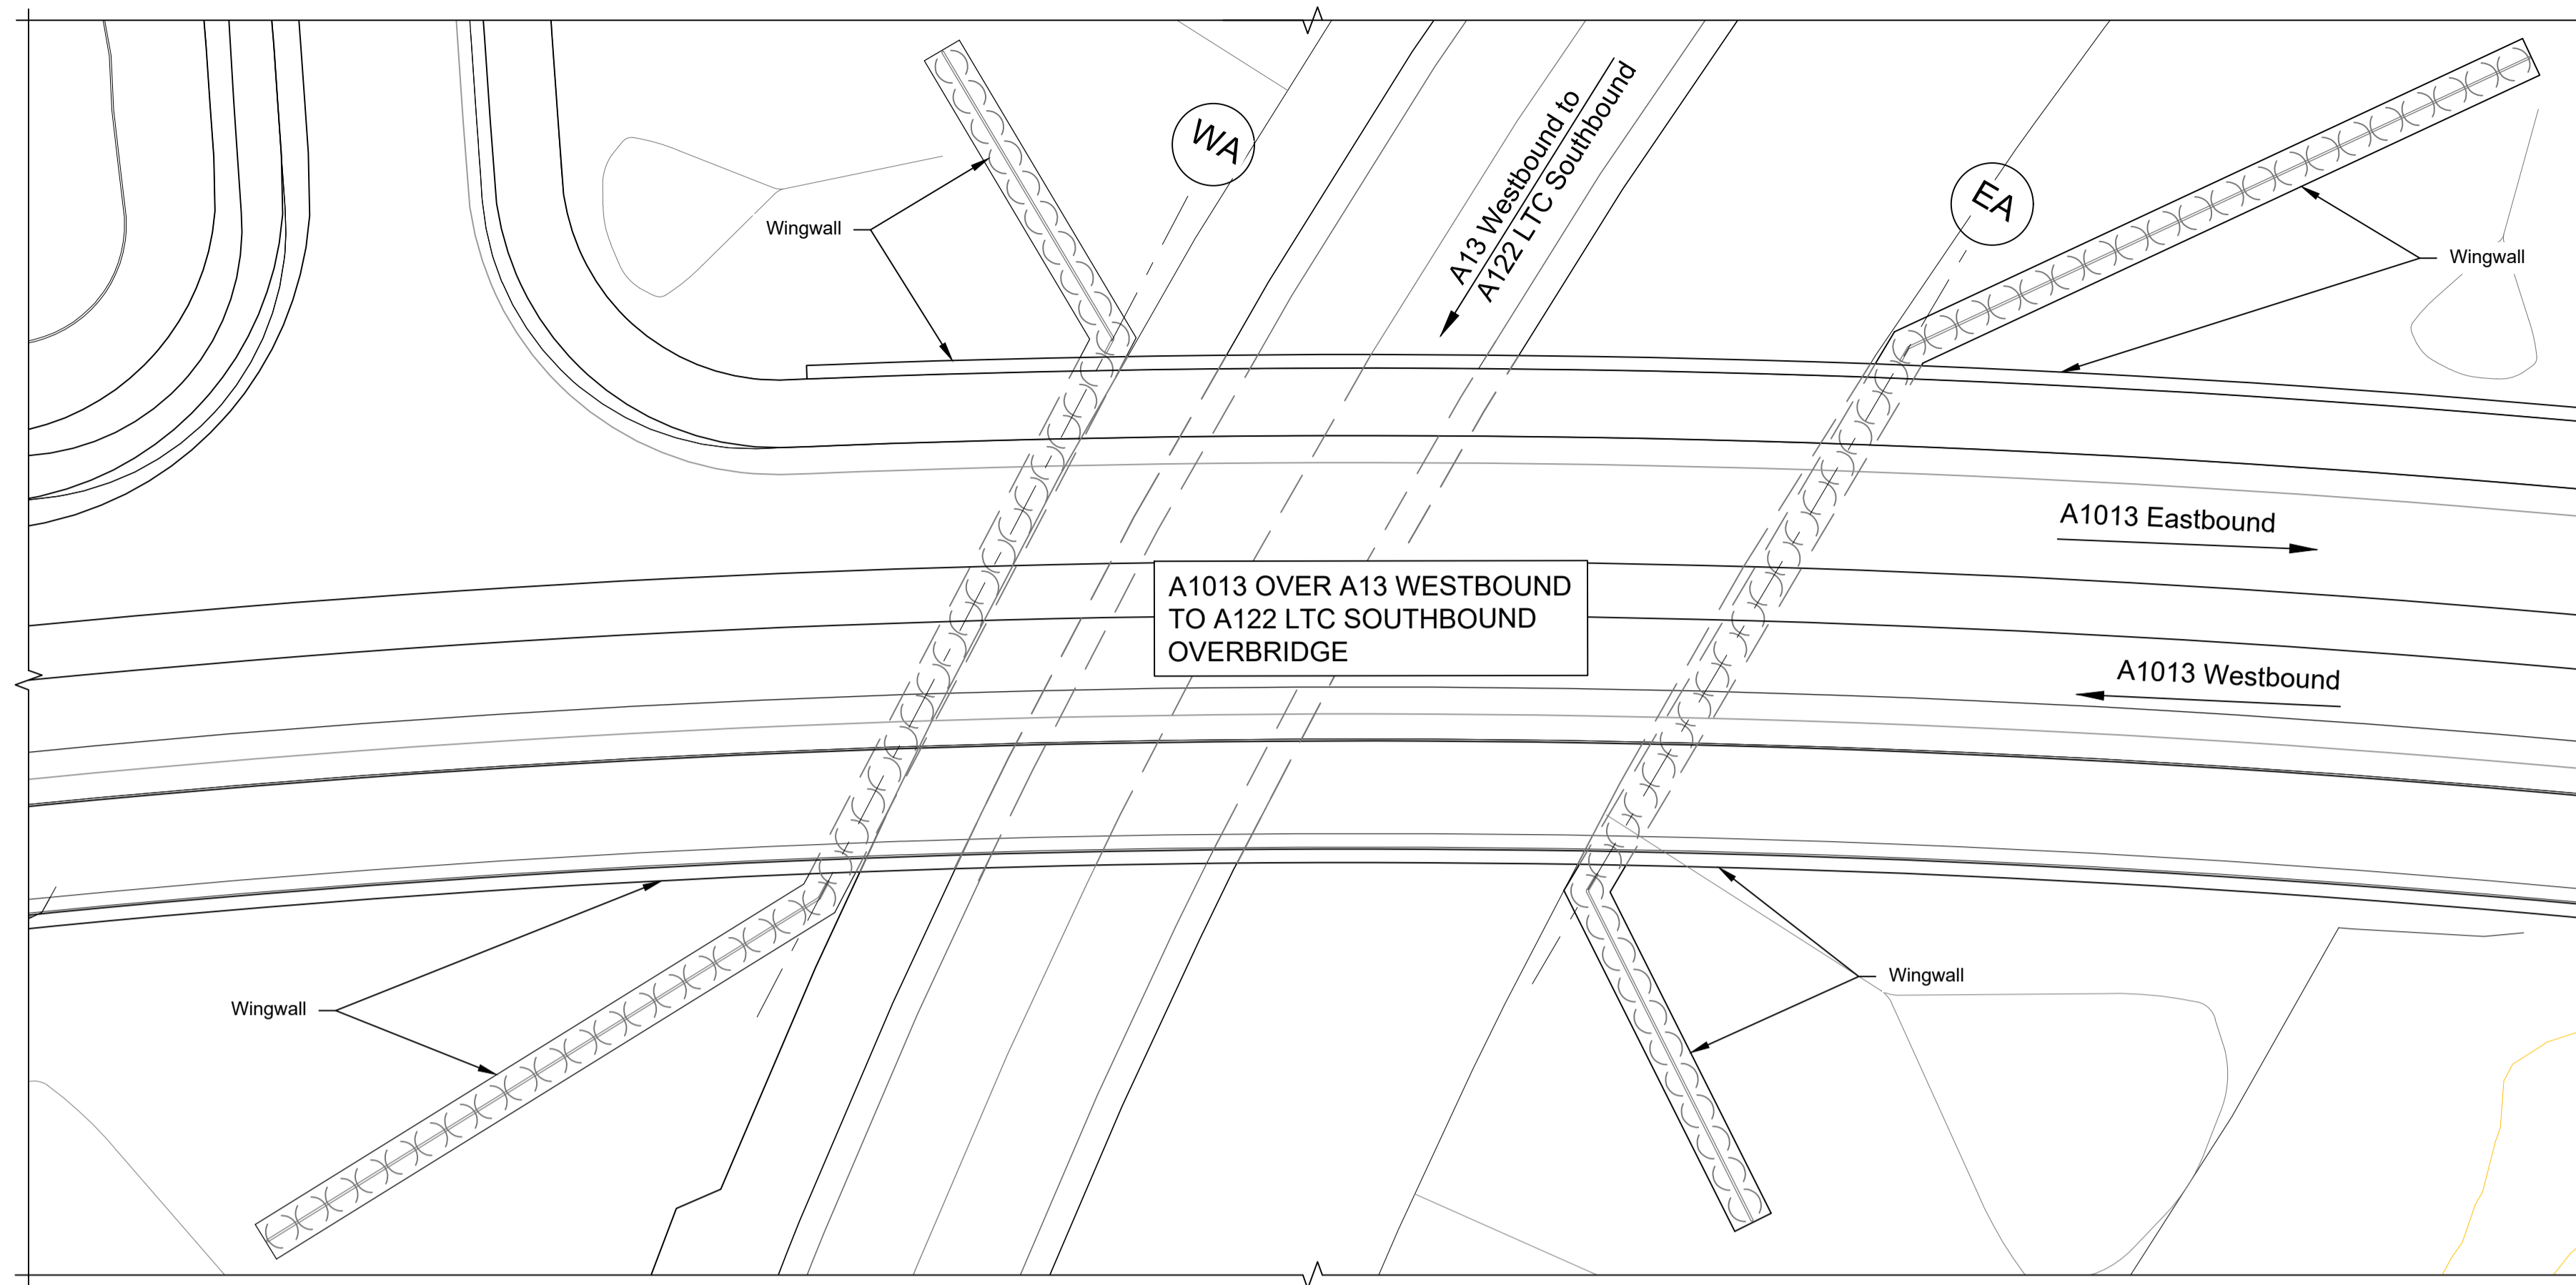 WA
A13 Westbound to
A122 LTC Southbound
EA
Wingwall
Wingwall
A1013 Eastbound
A1013 OVER A13 WESTBOUND
TO A122 LTC SOUTHBOUND
OVERBRIDGE
A1013 Westbound
Wingwall
Wingwall